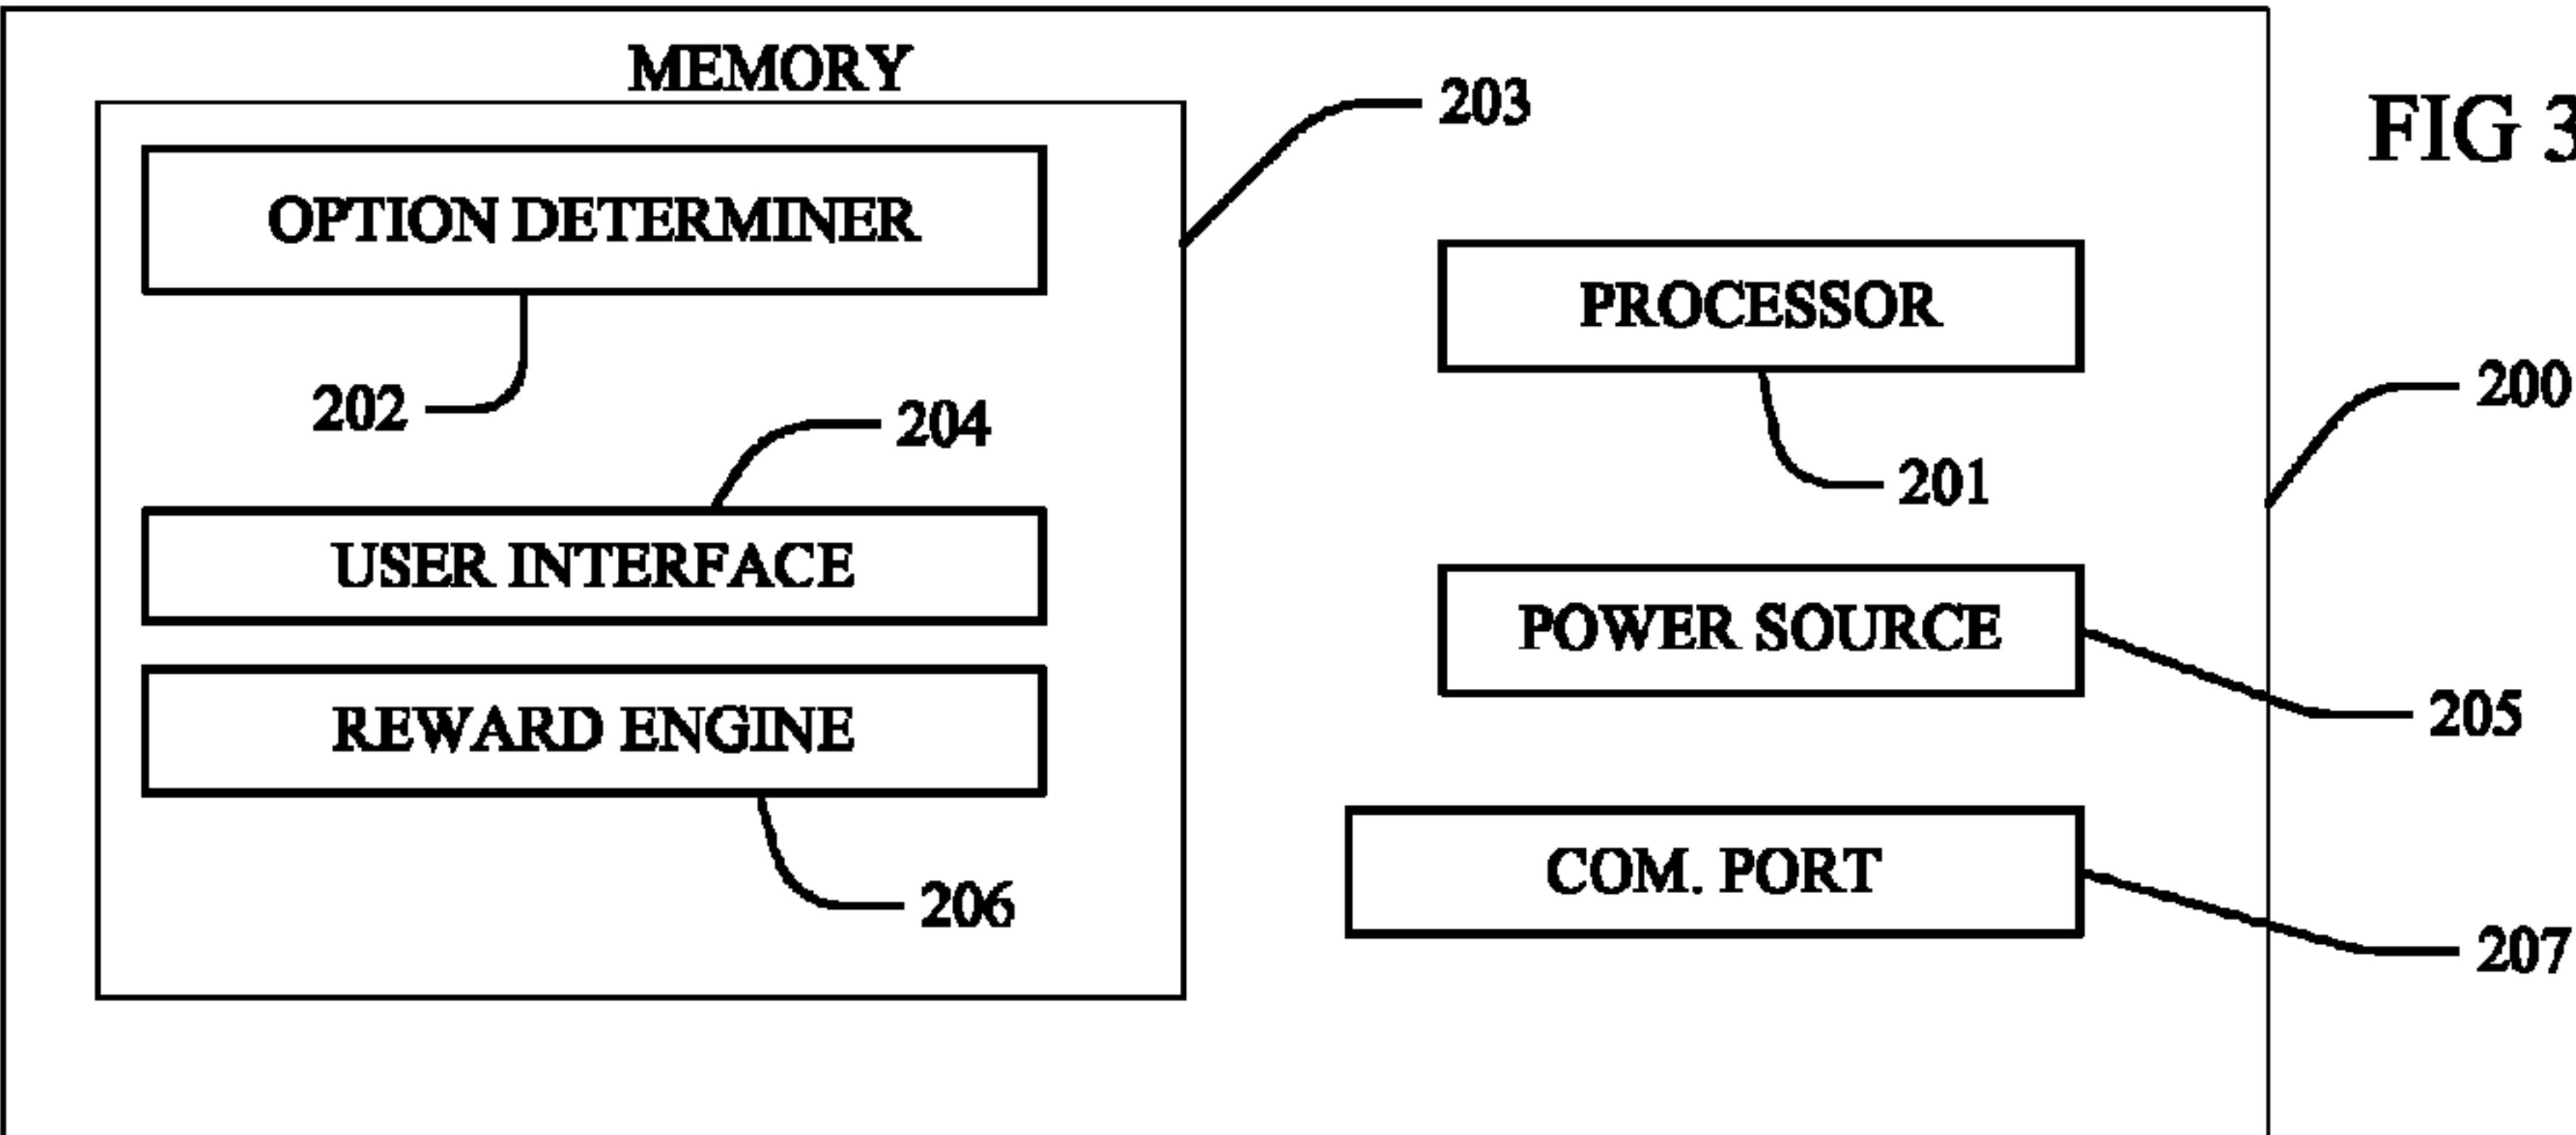 MEMORY
203
FIG 3
OPTION DETERMINER
PROCESSOR
202
204
200
201
USER INTERFACE
POWER SOURCE
REWARD ENGINE
205
COM. PORT
206
207